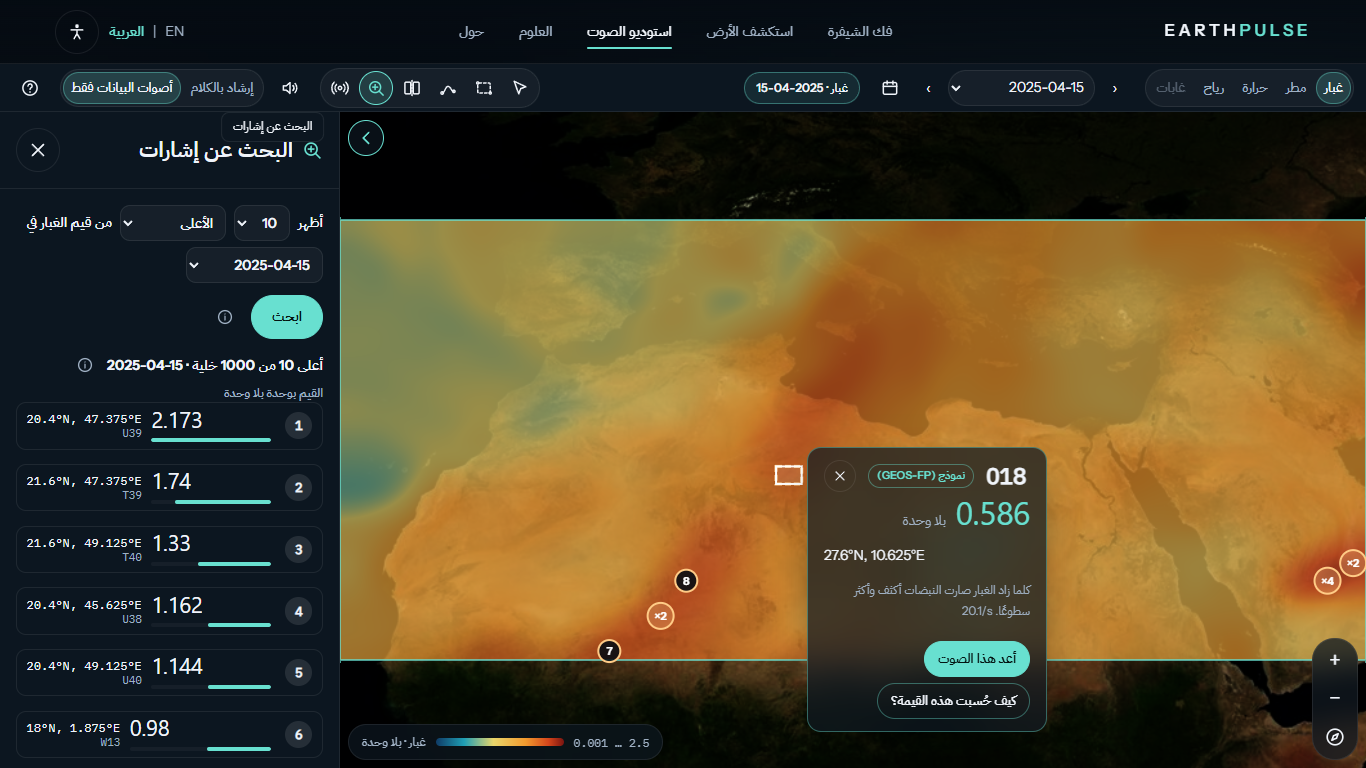 EARTHPULSE
فك الشيفرة
استكشف الأرض
استوديو الصوت
العلوم
حول
EN | العربية
غبار
مطر
حرارة
رياح
غابات
2025-04-15
غبار · 2025-04-15
إرشاد بالكلام
أصوات البيانات فقط
البحث عن إشارات
البحث عن إشارات
أظهر 10 الأعلى من قيم الغبار في
2025-04-15
ابحث
أعلى 10 من 1000 خلية · 2025-04-15
القيم بوحدة بلا وحدة
1 2.173 20.4°N, 47.375°E
U39
2 1.74 21.6°N, 47.375°E
T39
3 1.33 21.6°N, 49.125°E
T40
4 1.162 20.4°N, 45.625°E
U38
5 1.144 20.4°N, 49.125°E
U40
6 0.98 18°N, 1.875°E
W13
O18 نموذج (GEOS-FP)
0.586 بلا وحدة
27.6°N, 10.625°E
كلما زاد الغبار صارت النبضات أكثف وأكثر
سطوعًا. 20.1/s
أعد هذا الصوت
كيف حُسبت هذه القيمة؟
8
×2
7
×2
×4
+
−
غبار · بلا وحدة 0.001 … 2.5